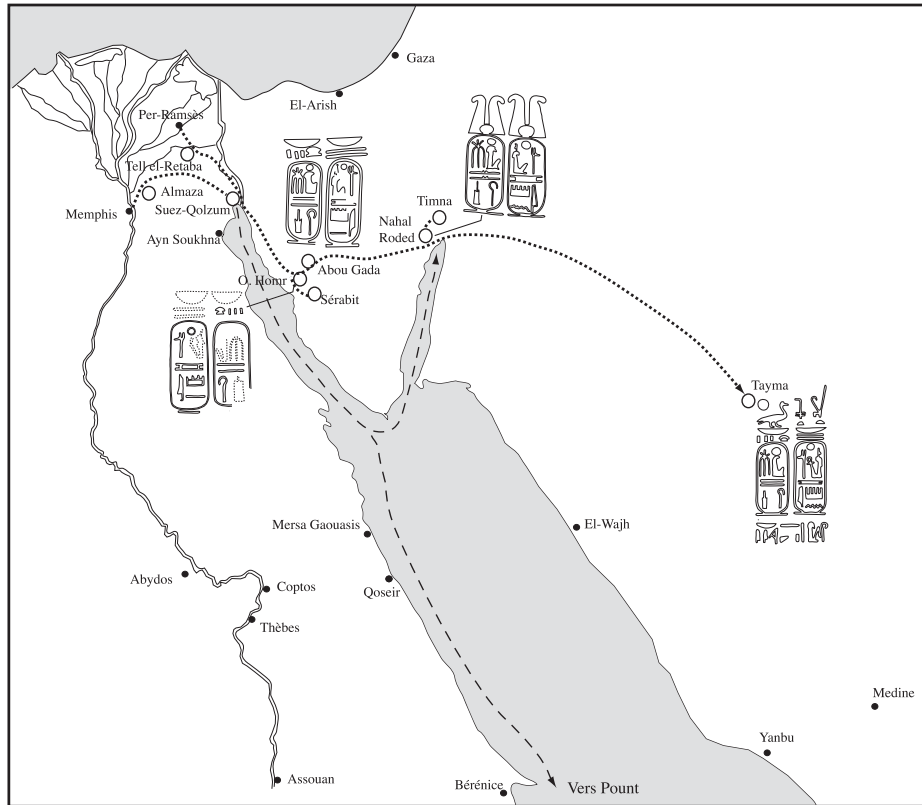 Gaza
El-Arish
Per-Ramsès
Tell el-Retaba
Almaza
Memphis
Suez-Qolzum
Ayn Soukhna
Timna
Nahal
Roded
Abou Gada
O. Homr
Sérabit
Tayma
Mersa Gaouasis
El-Wajh
Abydos
Coptos
Qoseir
Thèbes
Medine
Yanbu
Assouan
Bérénice
Vers Pount